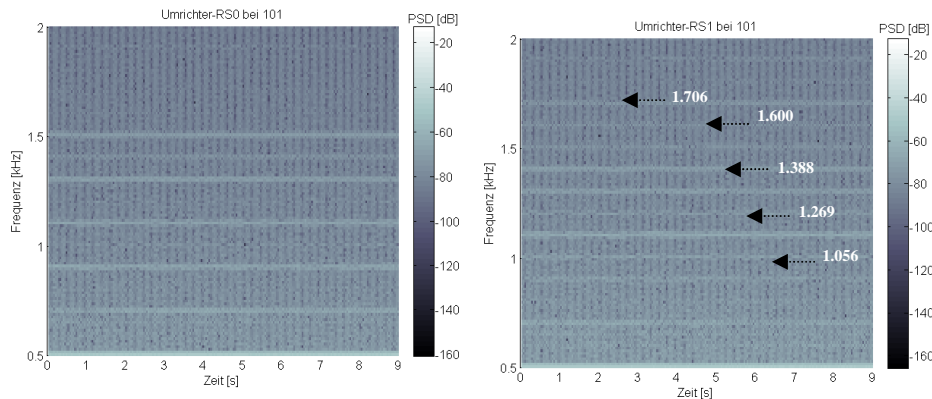 Umrichter-RS0 bei 101
PSD [dB]
2
1.5
1
0.5
Frequenz [kHz]
0 1 2 3 4 5 6 7 8 9
Zeit [s]
-20
-40
-60
-80
-100
-120
-140
-160
Umrichter-RS1 bei 101
PSD [dB]
2
1.5
1
0.5
Frequenz [kHz]
1.706
1.600
1.388
1.269
1.056
0 1 2 3 4 5 6 7 8 9
Zeit [s]
-20
-40
-60
-80
-100
-120
-140
-160